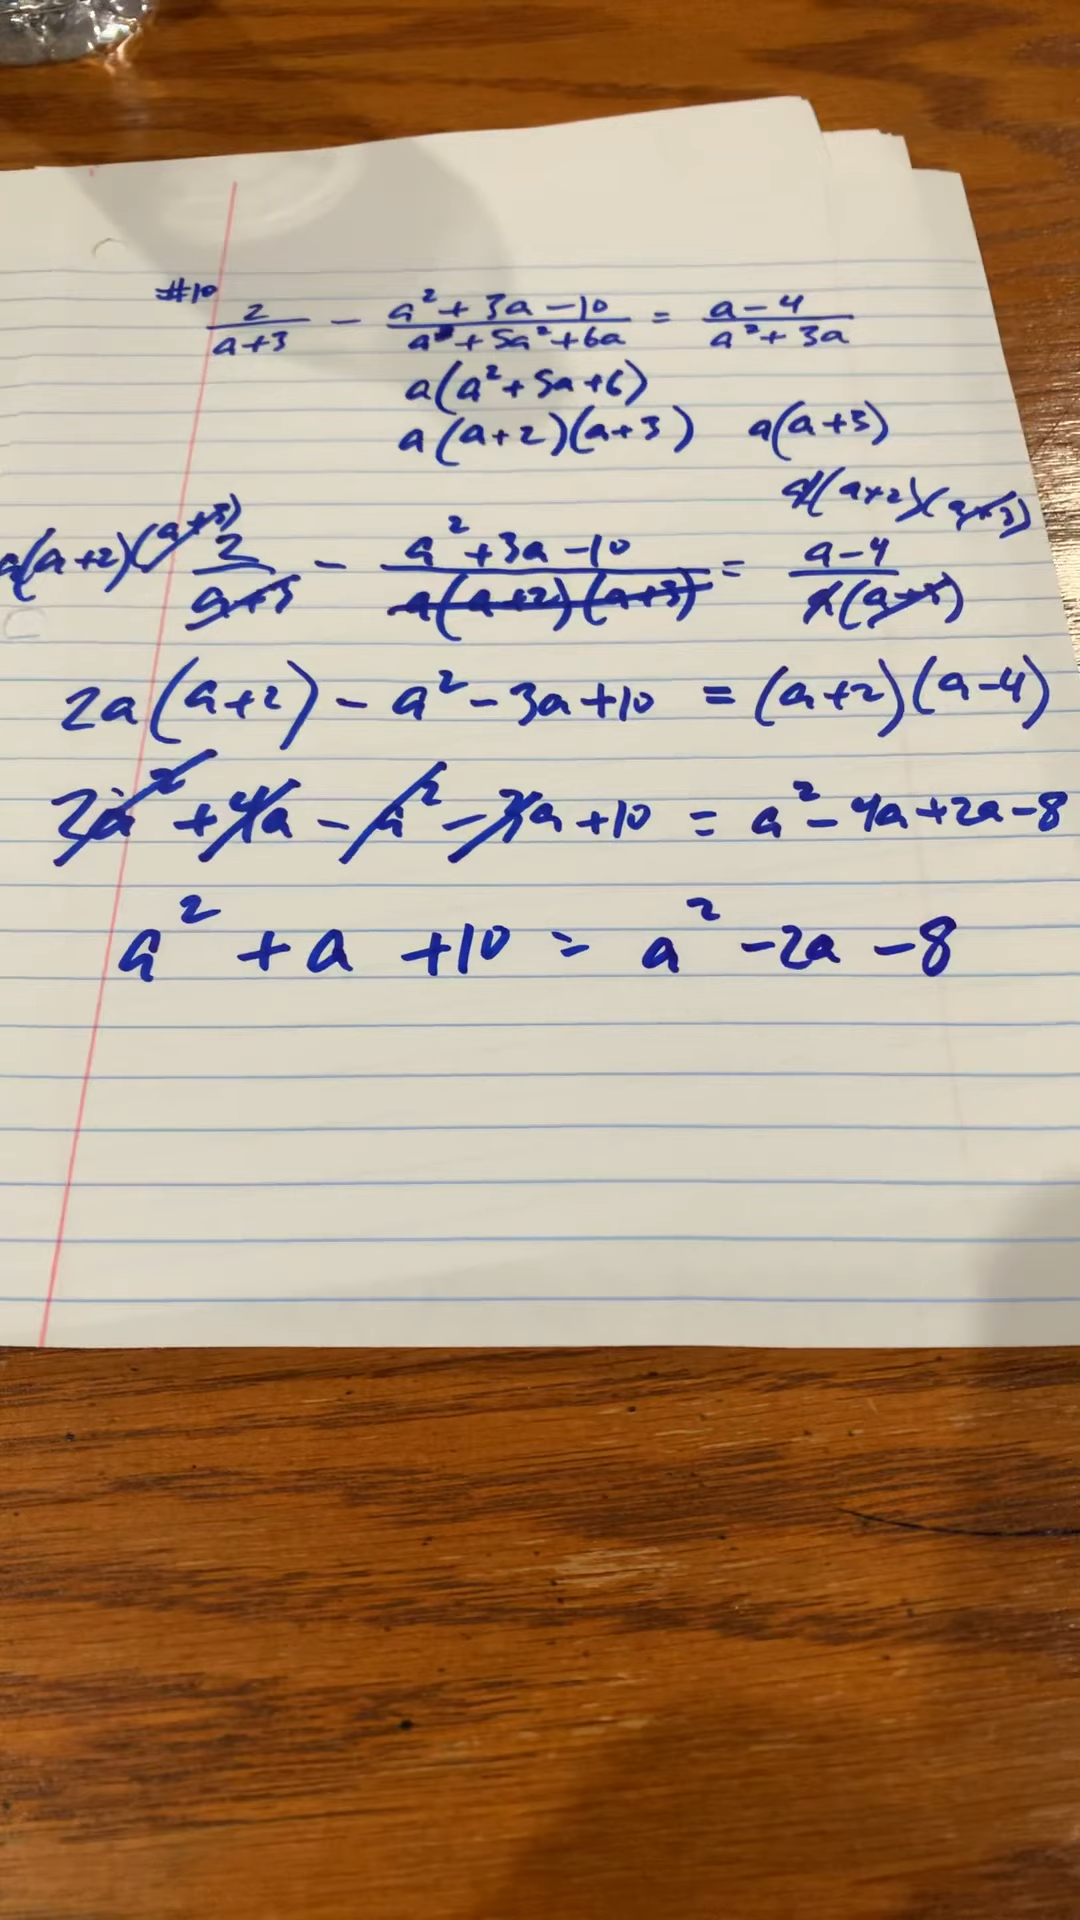 #10
2/(a+3) - (a²+3a-10)/(a³+5a²+6a) = (a-4)/(a²+3a)
a(a²+5a+6)
a(a+2)(a+3) a(a+3)
a(a+2)(a+3) 2/(a+3) - (a²+3a-10)/(a(a+2)(a+3)) = a(a+2)(a+3) (a-4)/(a(a+3))
2a(a+2) - a² - 3a + 10 = (a+2)(a-4)
2a² + 4a - a² - 3a + 10 = a² - 4a + 2a - 8
a² + a + 10 = a² - 2a - 8